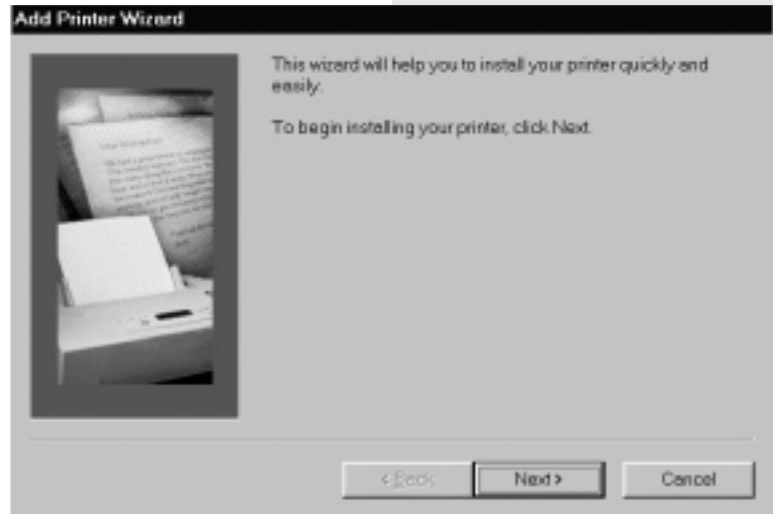 Add Printer Wizard
This wizard will help you to install your printer quickly and
easily.
To begin installing your printer, click Next.
< Back
Next >
Cancel